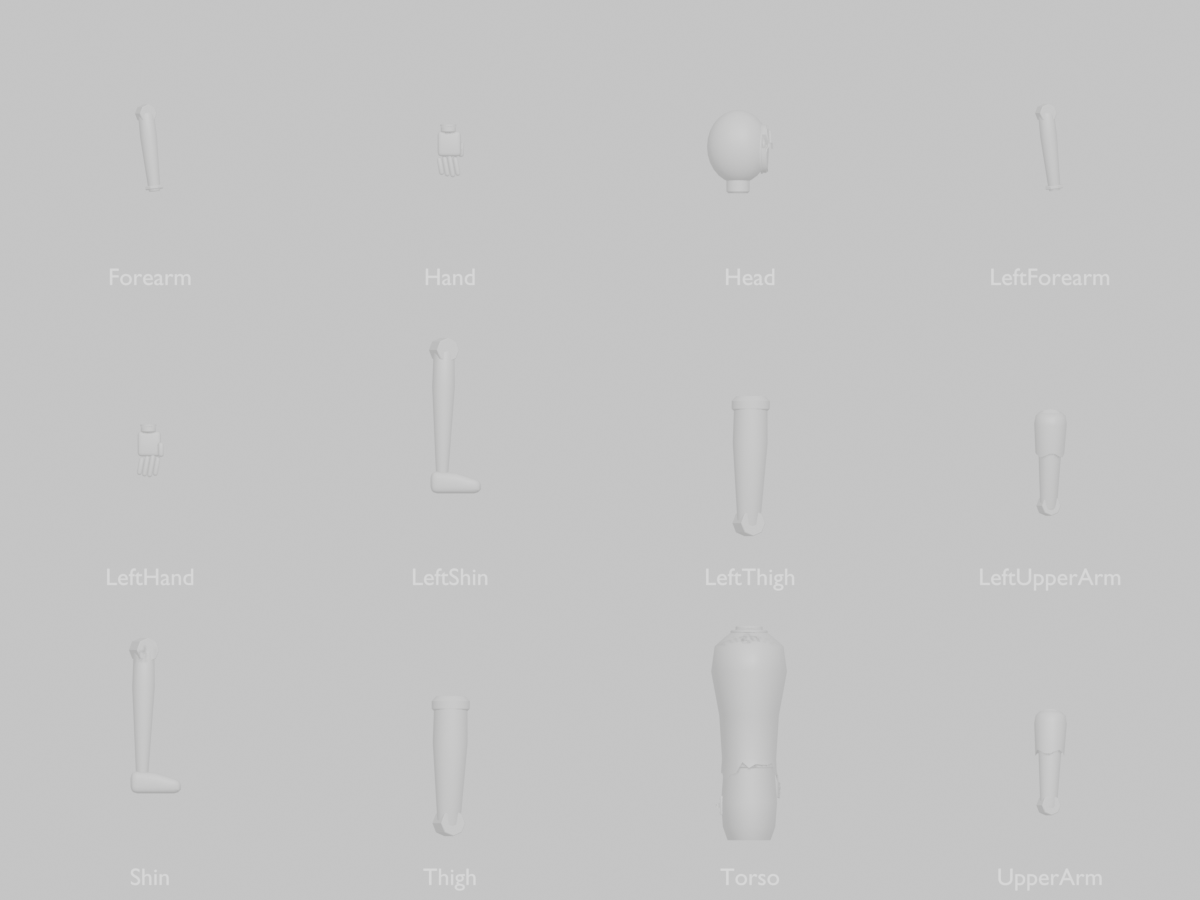 Forearm
Hand
Head
LeftForearm
LeftHand
LeftShin
LeftThigh
LeftUpperArm
Shin
Thigh
Torso
UpperArm